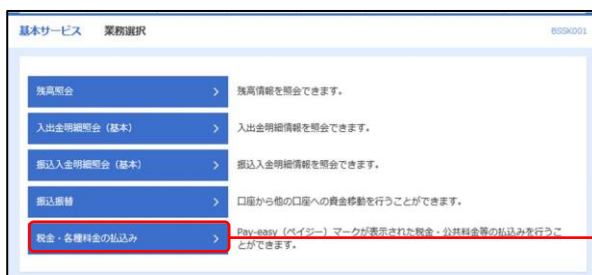 基本サービス 業務選択 BSSK001
残高照会 残高情報を照会できます。
入出金明細照会（基本） 入出金明細情報を照会できます。
振込入金明細照会（基本） 振込入金明細情報を照会できます。
振込振替 口座から他の口座への資金移動を行うことができます。
税金・各種料金の払込み Pay-easy（ペイジー）マークが表示された税金・公共料金等の払込みを行うこ
とができます。